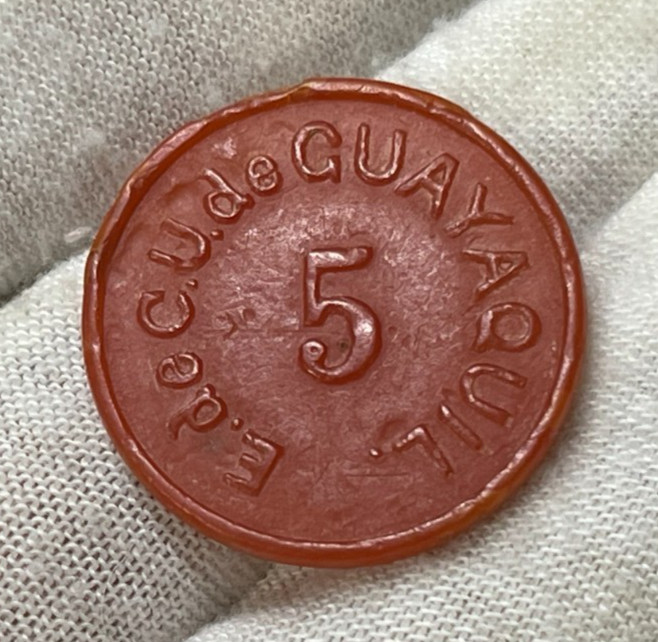 E. de C. U. de GUAYAQUIL.
5